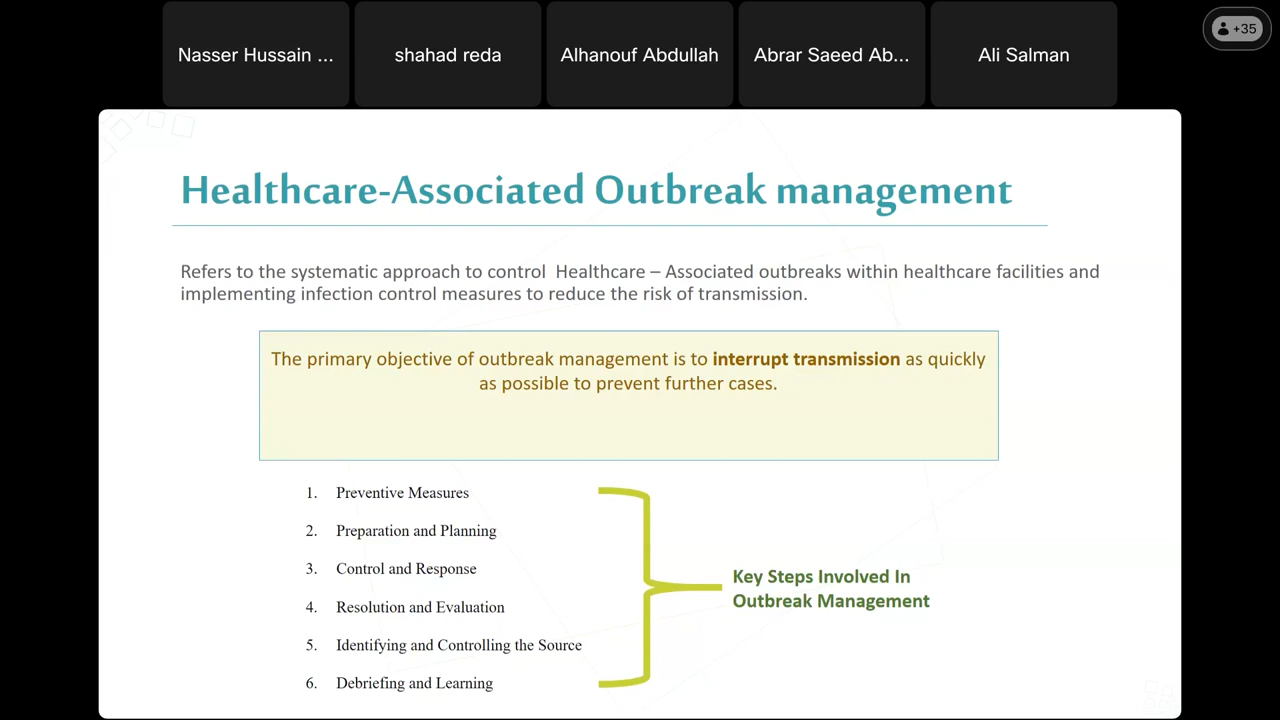 Nasser Hussain ...
shahad reda
Alhanouf Abdullah
Abrar Saeed Ab...
Ali Salman
+35
Healthcare-Associated Outbreak management
Refers to the systematic approach to control Healthcare – Associated outbreaks within healthcare facilities and
implementing infection control measures to reduce the risk of transmission.
The primary objective of outbreak management is to interrupt transmission as quickly
as possible to prevent further cases.
1. Preventive Measures
2. Preparation and Planning
3. Control and Response
4. Resolution and Evaluation
5. Identifying and Controlling the Source
6. Debriefing and Learning
Key Steps Involved In
Outbreak Management